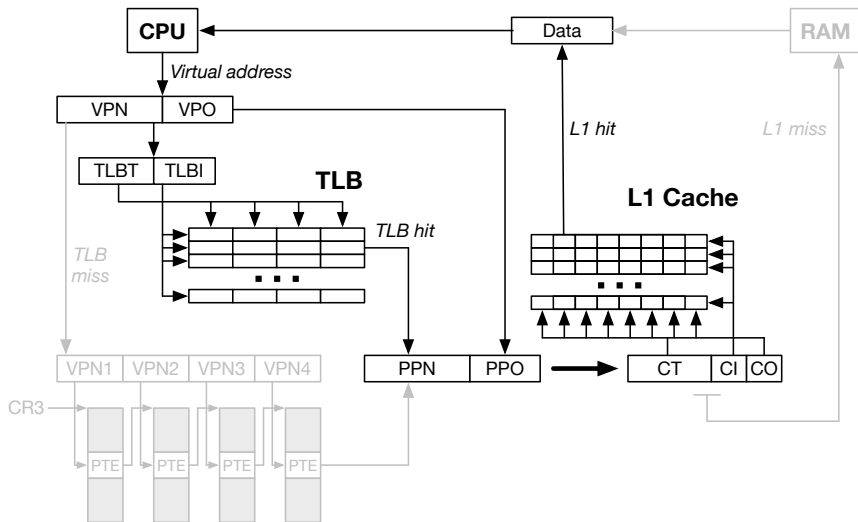 CPU
Data
RAM
Virtual address
VPN VPO
L1 hit
L1 miss
TLBT TLBI
TLB
L1 Cache
TLB hit
TLB
miss
VPN1 VPN2 VPN3 VPN4
PPN PPO
CT CI CO
CR3
PTE PTE PTE PTE